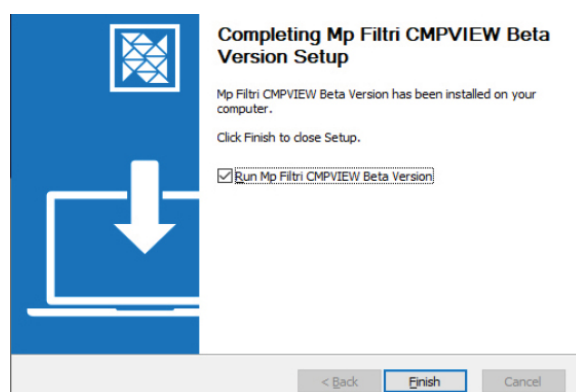 Completing Mp Filtri CMPVIEW Beta
Version Setup
Mp Filtri CMPVIEW Beta Version has been installed on your
computer.
Click Finish to close Setup.
Run Mp Filtri CMPVIEW Beta Version
< Back Finish Cancel